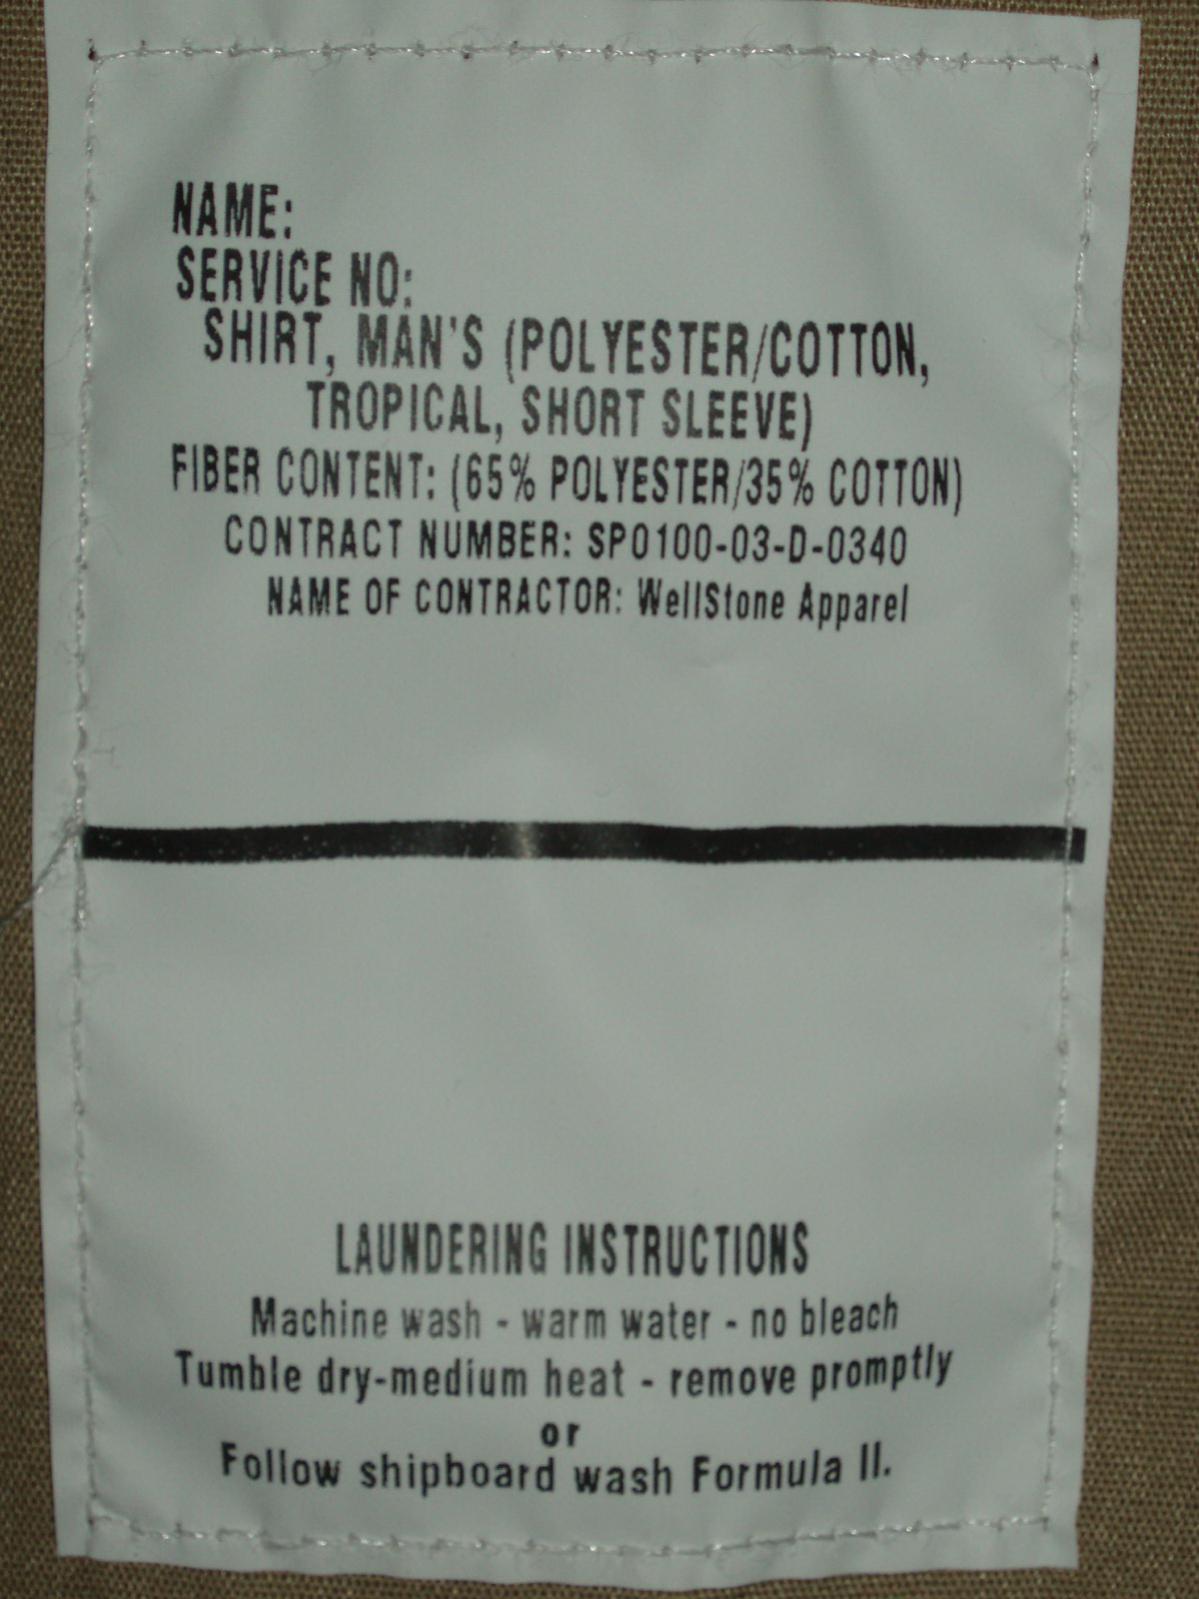 NAME:
SERVICE NO:
SHIRT, MAN'S (POLYESTER/COTTON,
TROPICAL, SHORT SLEEVE)
FIBER CONTENT: (65% POLYESTER/35% COTTON)
CONTRACT NUMBER: SP0100-03-D-0340
NAME OF CONTRACTOR: WellStone Apparel
LAUNDERING INSTRUCTIONS
Machine wash - warm water - no bleach
Tumble dry-medium heat - remove promptly
or
Follow shipboard wash Formula II.